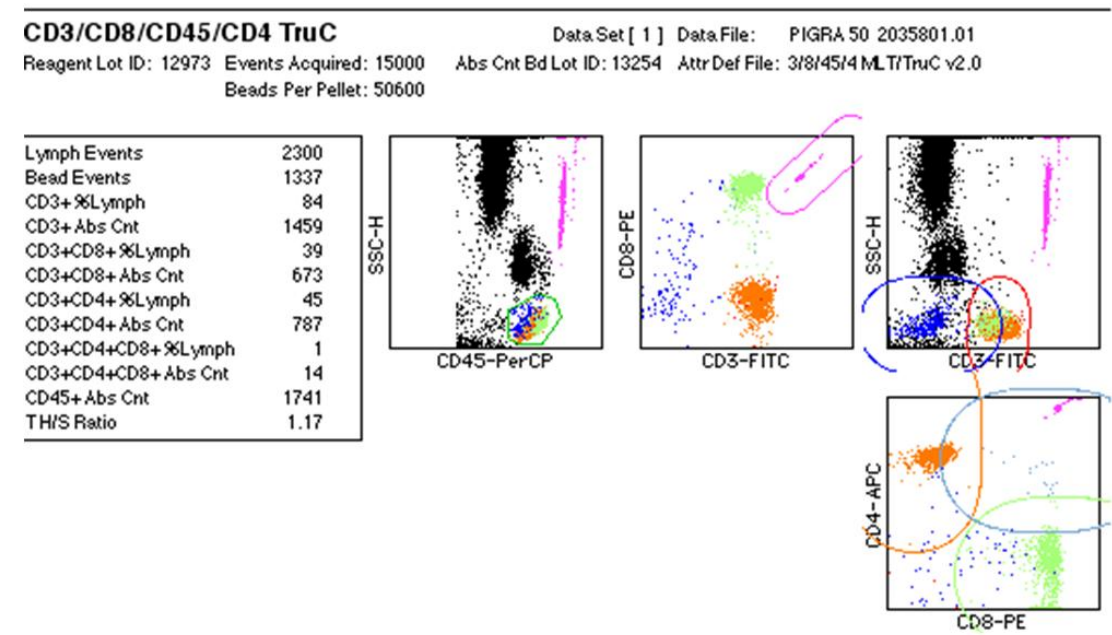 CD3/CD8/CD45/CD4 TruC
Data Set [ 1 ] Data File: PIGRA 50 2035801.01
Reagent Lot ID: 12973 Events Acquired: 15000 Abs Cnt Bd Lot ID: 13254 Attr Def File: 3/8/45/4 MLT/TruC v2.0
Beads Per Pellet: 50600
Lymph Events 2300
Bead Events 1337
CD3+ %Lymph 84
CD3+ Abs Cnt 1459
CD3+CD8+ %Lymph 39
CD3+CD8+ Abs Cnt 673
CD3+CD4+ %Lymph 45
CD3+CD4+ Abs Cnt 787
CD3+CD4+CD8+ %Lymph 1
CD3+CD4+CD8+ Abs Cnt 14
CD45+ Abs Cnt 1741
TH/S Ratio 1.17
SSC-H
CD45-PerCP
CD8-PE
CD3-FITC
SSC-H
CD3-FITC
CD4-APC
CD8-PE